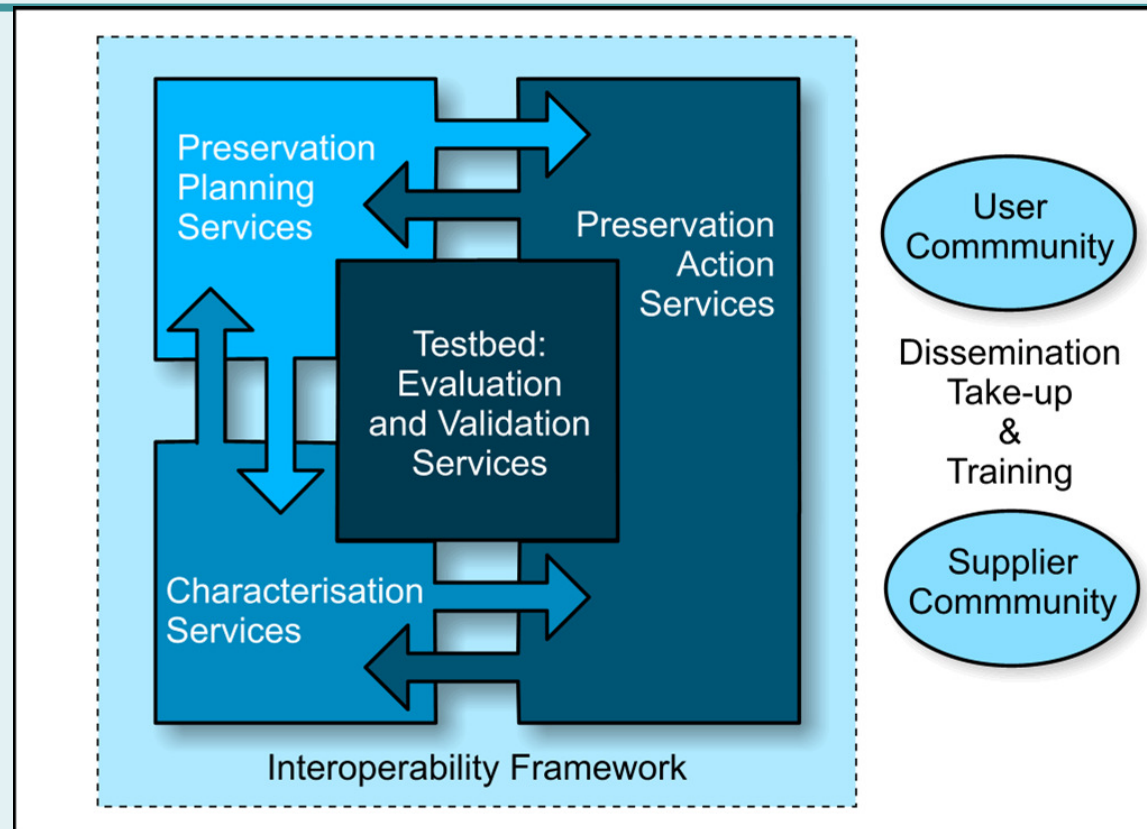 Preservation
Planning
Services
Preservation
Action
Services
Testbed:
Evaluation
and Validation
Services
Characterisation
Services
Interoperability Framework
User
Commmunity
Dissemination
Take-up
&
Training
Supplier
Commmunity